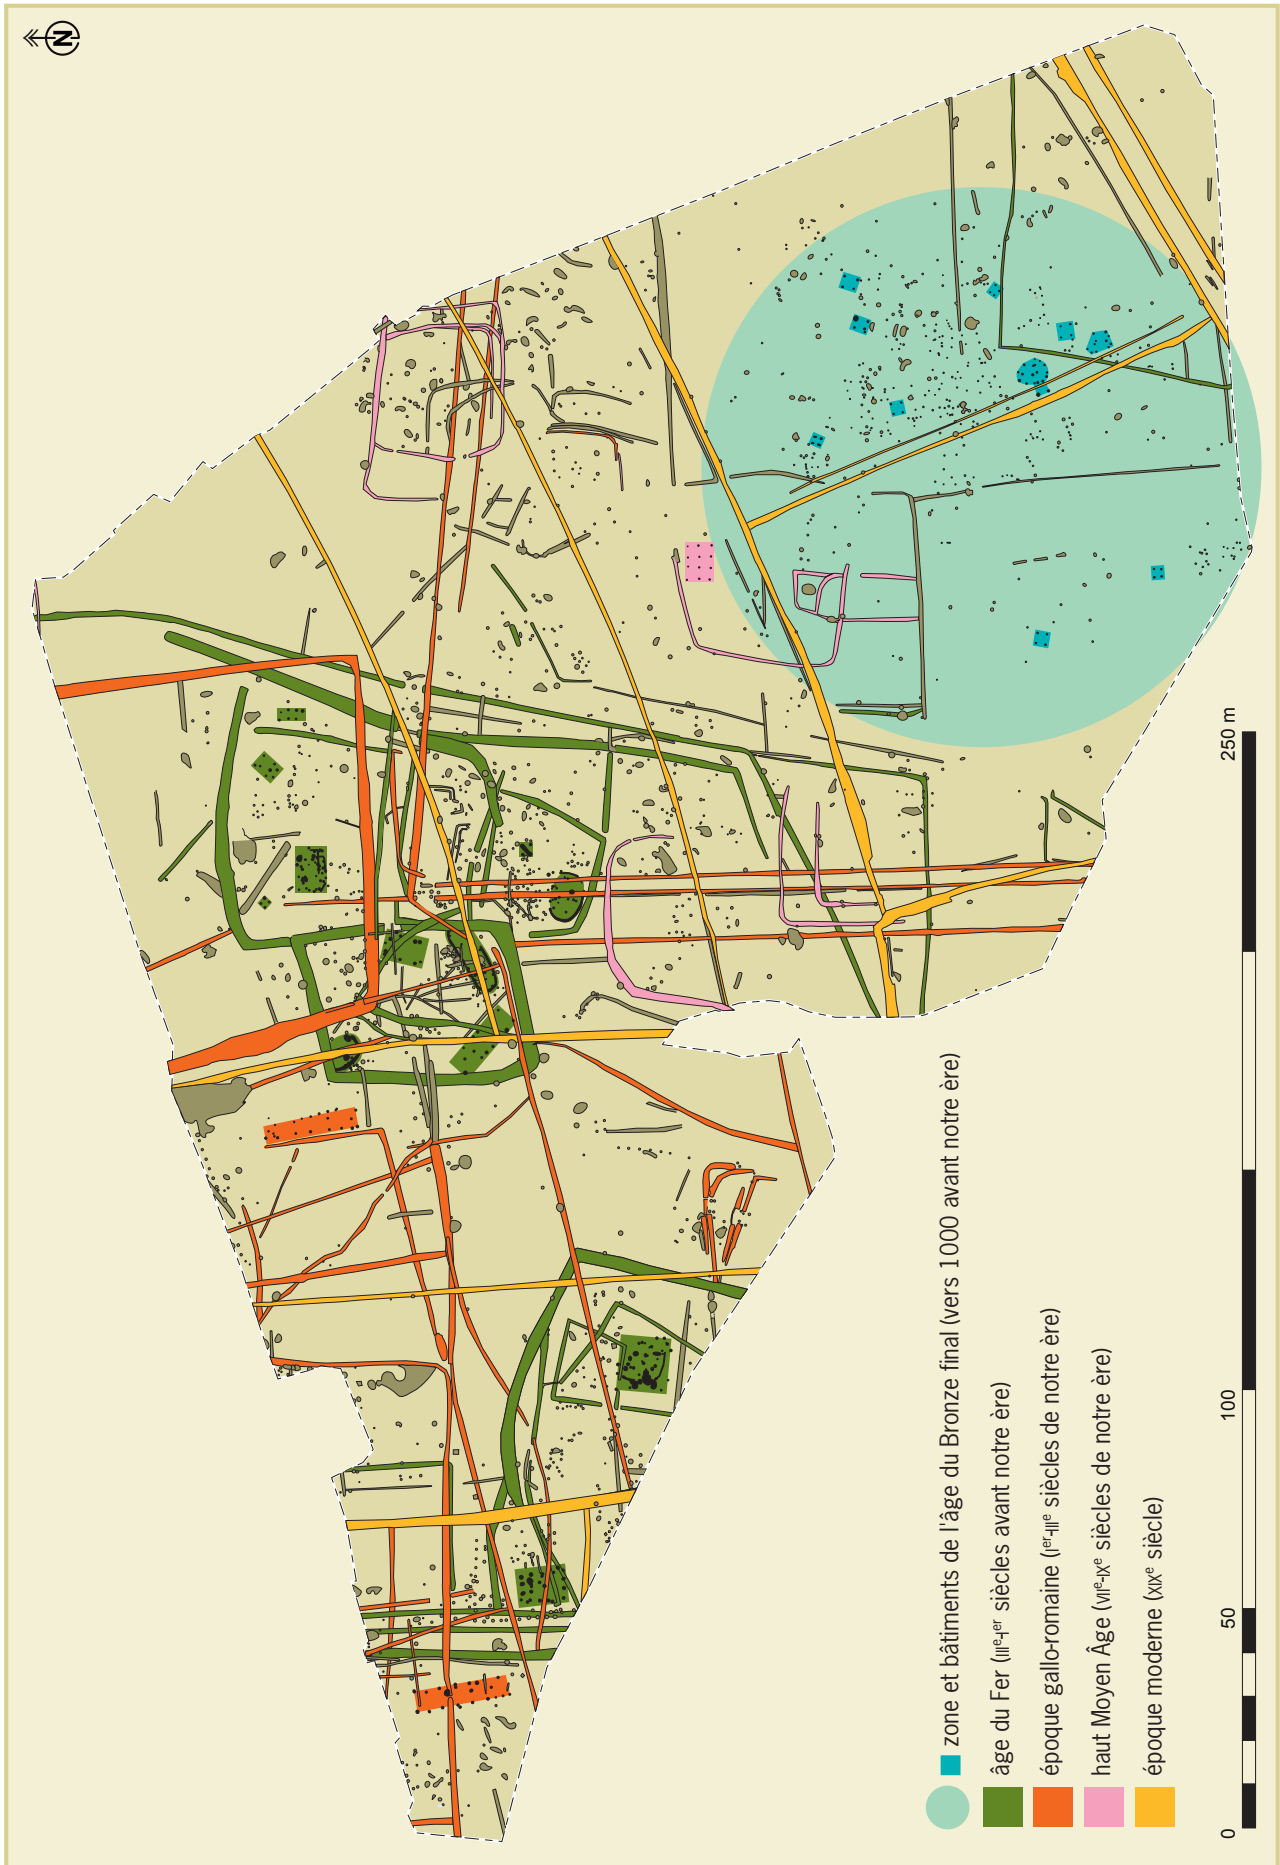 N
zone et bâtiments de l'âge du Bronze final (vers 1000 avant notre ère)
âge du Fer (IIIe-Ier siècles avant notre ère)
époque gallo-romaine (Ier-IIIe siècles de notre ère)
haut Moyen Âge (VIIe-IXe siècles de notre ère)
époque moderne (XIXe siècle)
0 50 100 250 m